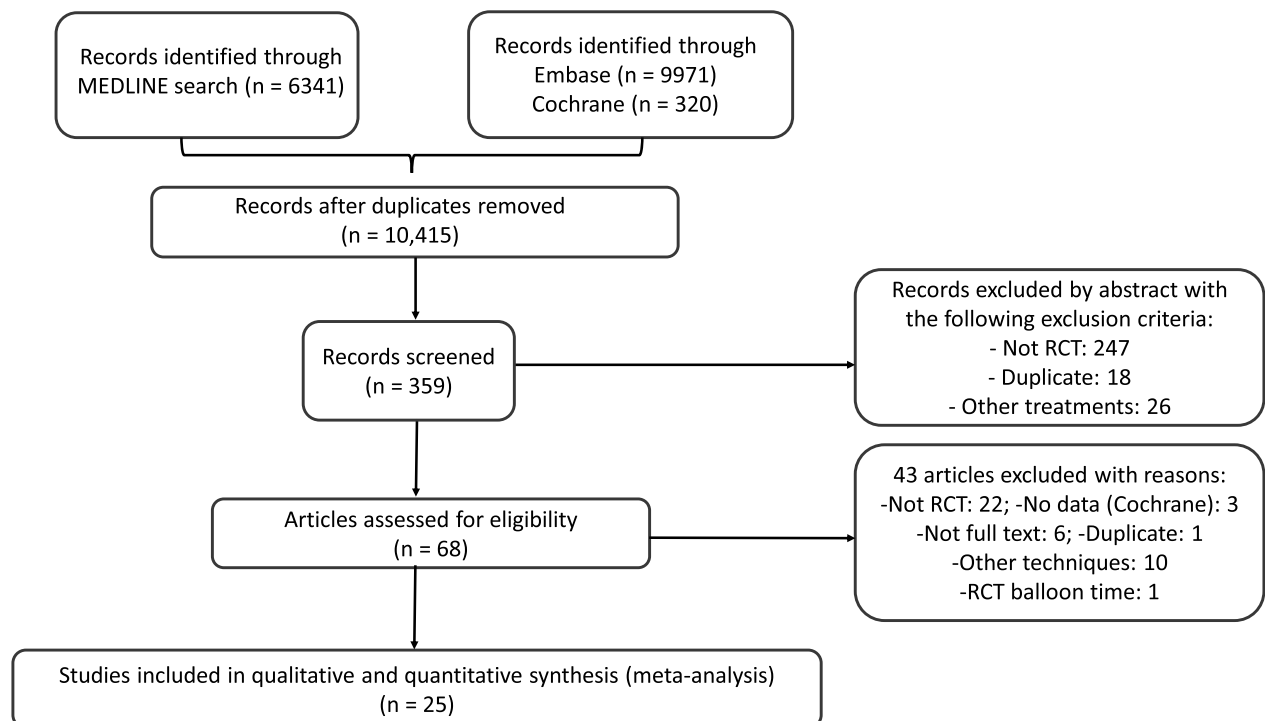 Records identified through
MEDLINE search (n = 6341)
Records identified through
Embase (n = 9971)
Cochrane (n = 320)
Records after duplicates removed
(n = 10,415)
Records screened
(n = 359)
Records excluded by abstract with
the following exclusion criteria:
- Not RCT: 247
- Duplicate: 18
- Other treatments: 26
Articles assessed for eligibility
(n = 68)
43 articles excluded with reasons:
-Not RCT: 22; -No data (Cochrane): 3
-Not full text: 6; -Duplicate: 1
-Other techniques: 10
-RCT balloon time: 1
Studies included in qualitative and quantitative synthesis (meta-analysis)
(n = 25)